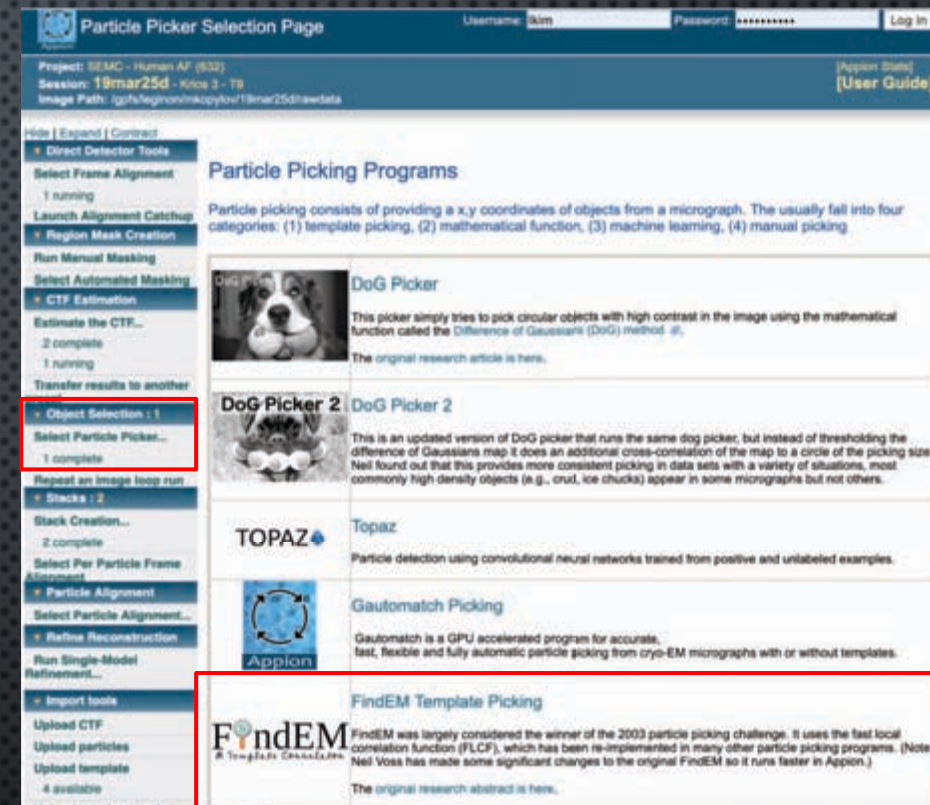 Particle Picker Selection Page
Username: lkim Password: •••••••••• Log In
Appion
Project: SEMC - Human AF (632)
Session: 19mar25d - Krios 3 - T9
Image Path: /gpfs/leginon/mkopylov/19mar25d/rawdata
[Appion Stats]
[User Guide]
Hide | Expand | Contract
Direct Detector Tools
Select Frame Alignment
1 running
Launch Alignment Catchup
Region Mask Creation
Run Manual Masking
Select Automated Masking
CTF Estimation
Estimate the CTF...
2 complete
1 running
Transfer results to another
Object Selection : 1
Select Particle Picker...
1 complete
Repeat an image loop run
Stacks : 2
Stack Creation...
2 complete
Select Per Particle Frame
Alignment
Particle Alignment
Select Particle Alignment...
Refine Reconstruction
Run Single-Model
Refinement...
Import tools
Upload CTF
Upload particles
Upload template
4 available
Particle Picking Programs
Particle picking consists of providing a x,y coordinates of objects from a micrograph. The usually fall into four
categories: (1) template picking, (2) mathematical function, (3) machine learning, (4) manual picking
DoG Picker
This picker simply tries to pick circular objects with high contrast in the image using the mathematical
function called the Difference of Gaussians (DoG) method
The original research article is here.
DoG Picker 2
DoG Picker 2
This is an updated version of DoG picker that runs the same dog picker, but instead of thresholding the
difference of Gaussians map it does an additional cross-correlation of the map to a circle of the picking size
Neil found out that this provides more consistent picking in data sets with a variety of situations, most
commonly high density objects (e.g., crud, ice chucks) appear in some micrographs but not others.
TOPAZ
Topaz
Particle detection using convolutional neural networks trained from positive and unlabeled examples.
Appion
Gautomatch Picking
Gautomatch is a GPU accelerated program for accurate,
fast, flexible and fully automatic particle picking from cryo-EM micrographs with or without templates.
FindEM
A Template Correlation
FindEM Template Picking
FindEM was largely considered the winner of the 2003 particle picking challenge. It uses the fast local
correlation function (FLCF), which has been re-implemented in many other particle picking programs. (Note
Neil Voss has made some significant changes to the original FindEM so it runs faster in Appion.)
The original research abstract is here.